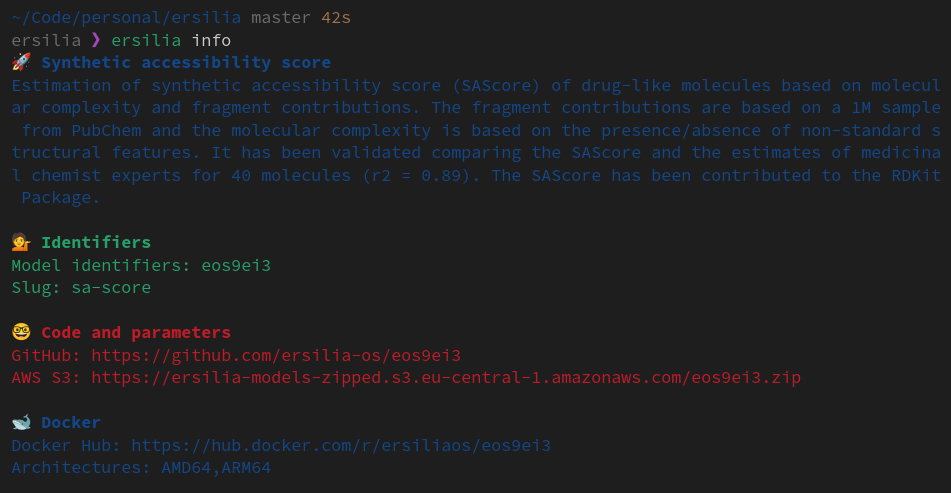 ~/Code/personal/ersilia master 42s
ersilia ❯ ersilia info
🚀 Synthetic accessibility score
Estimation of synthetic accessibility score (SAScore) of drug-like molecules based on molecul
ar complexity and fragment contributions. The fragment contributions are based on a 1M sample
 from PubChem and the molecular complexity is based on the presence/absence of non-standard s
tructural features. It has been validated comparing the SAScore and the estimates of medicina
l chemist experts for 40 molecules (r2 = 0.89). The SAScore has been contributed to the RDKit
 Package.

💁 Identifiers
Model identifiers: eos9ei3
Slug: sa-score

🤓 Code and parameters
GitHub: https://github.com/ersilia-os/eos9ei3
AWS S3: https://ersilia-models-zipped.s3.eu-central-1.amazonaws.com/eos9ei3.zip

🐋 Docker
Docker Hub: https://hub.docker.com/r/ersiliaos/eos9ei3
Architectures: AMD64,ARM64